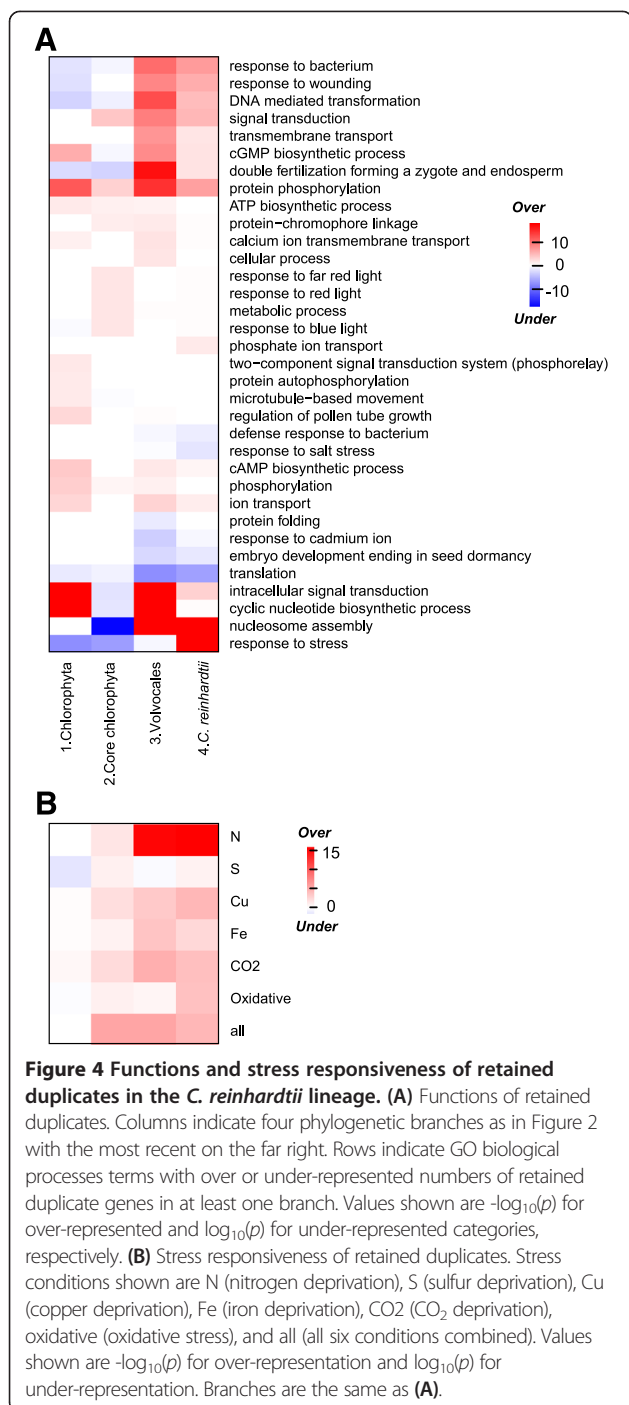 A
response to bacterium
response to wounding
DNA mediated transformation
signal transduction
transmembrane transport
cGMP biosynthetic process
double fertilization forming a zygote and endosperm
protein phosphorylation
ATP biosynthetic process
protein−chromophore linkage
calcium ion transmembrane transport
cellular process
response to far red light
response to red light
metabolic process
response to blue light
phosphate ion transport
two−component signal transduction system (phosphorelay)
protein autophosphorylation
microtubule−based movement
regulation of pollen tube growth
defense response to bacterium
response to salt stress
cAMP biosynthetic process
phosphorylation
ion transport
protein folding
response to cadmium ion
embryo development ending in seed dormancy
translation
intracellular signal transduction
cyclic nucleotide biosynthetic process
nucleosome assembly
response to stress
Over
10
0
-10
Under
1.Chlorophyta
2.Core chlorophyta
3.Volvocales
4.C. reinhardtii
B
N
S
Cu
Fe
CO2
Oxidative
all
Over
15
0
Under
Figure 4 Functions and stress responsiveness of retained
duplicates in the C. reinhardtii lineage. (A) Functions of retained
duplicates. Columns indicate four phylogenetic branches as in Figure 2
with the most recent on the far right. Rows indicate GO biological
processes terms with over or under-represented numbers of retained
duplicate genes in at least one branch. Values shown are -log₁₀(p) for
over-represented and log₁₀(p) for under-represented categories,
respectively. (B) Stress responsiveness of retained duplicates. Stress
conditions shown are N (nitrogen deprivation), S (sulfur deprivation), Cu
(copper deprivation), Fe (iron deprivation), CO2 (CO₂ deprivation),
oxidative (oxidative stress), and all (all six conditions combined). Values
shown are -log₁₀(p) for over-representation and log₁₀(p) for
under-representation. Branches are the same as (A).